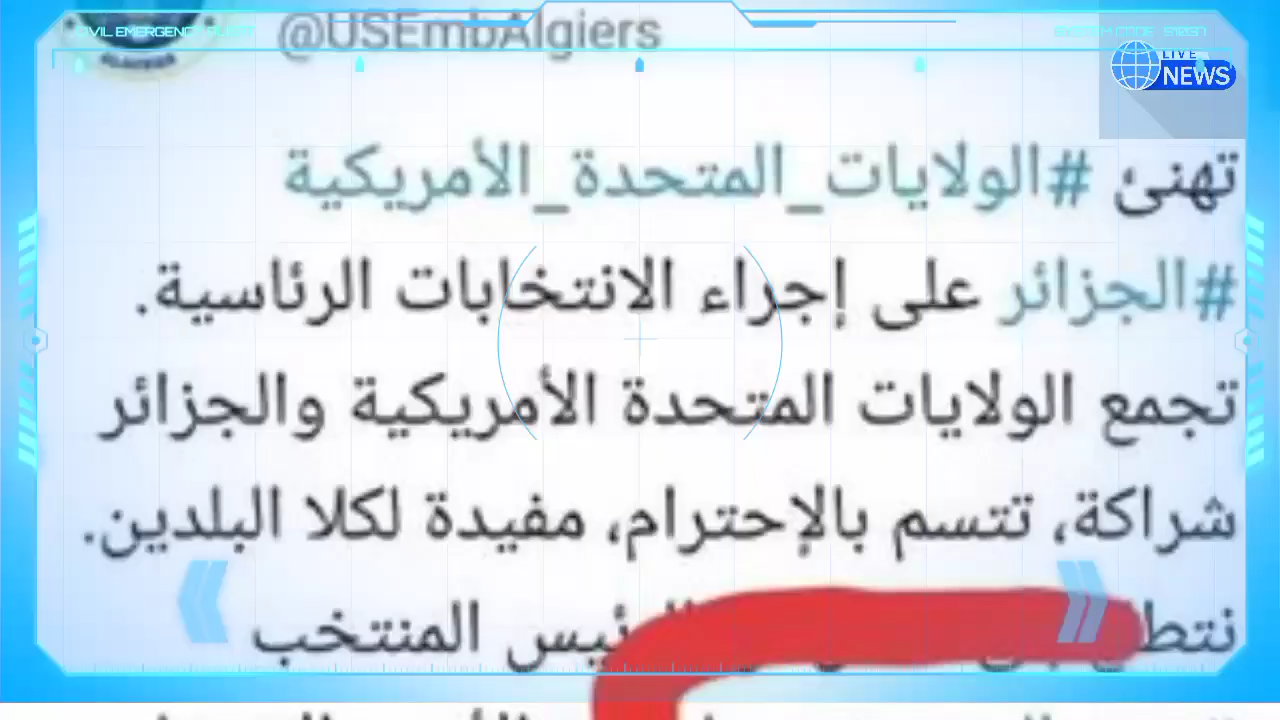 @USEmbAlgiers
LIVE
NEWS
تهنئ #الولايات_المتحدة_الأمريكية
#الجزائر على إجراء الانتخابات الرئاسية.
تجمع الولايات المتحدة الأمريكية والجزائر
شراكة، تتسم بالإحترام، مفيدة لكلا البلدين.
المنتخب